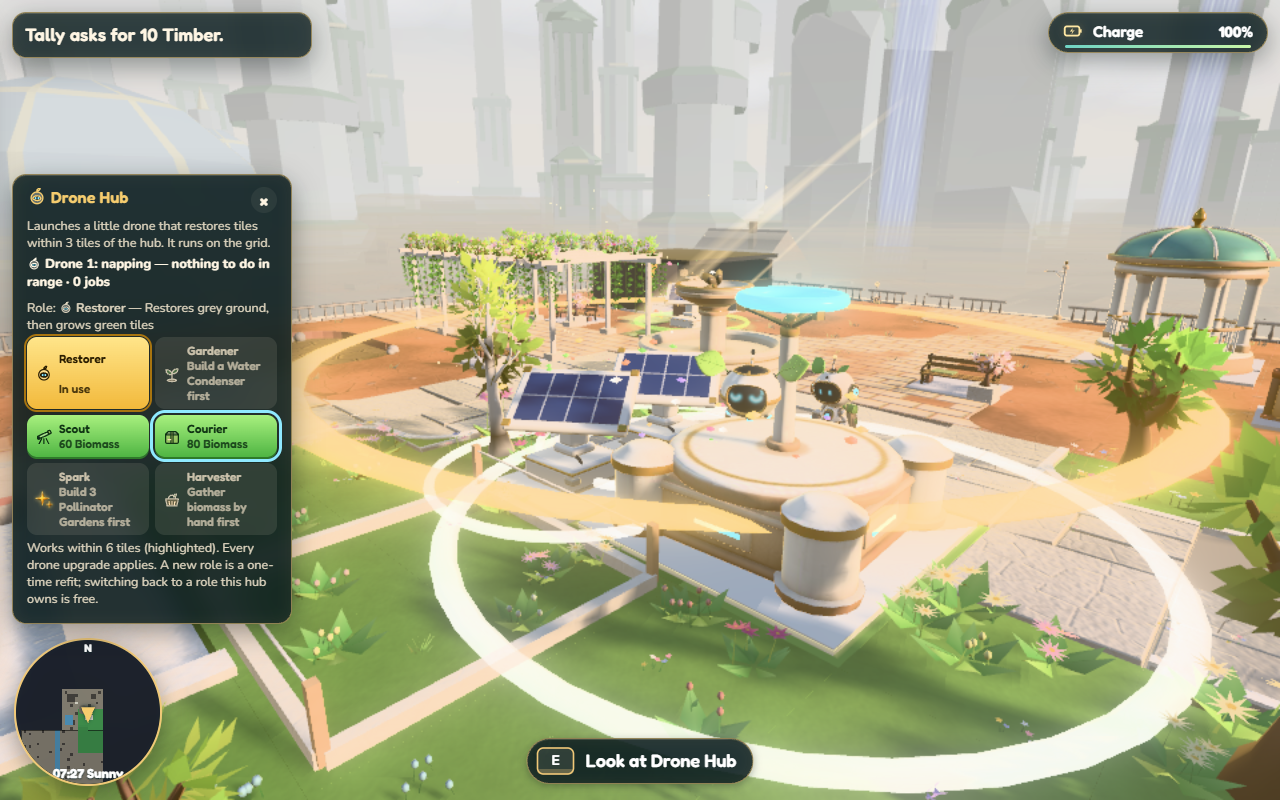 Tally asks for 10 Timber.
Charge 100%
Drone Hub
Launches a little drone that restores tiles
within 3 tiles of the hub. It runs on the grid.
Drone 1: napping — nothing to do in
range · 0 jobs
Role: Restorer — Restores grey ground,
then grows green tiles
Restorer
In use
Gardener
Build a Water
Condenser
first
Scout
60 Biomass
Courier
80 Biomass
Spark
Build 3
Pollinator
Gardens first
Harvester
Gather
biomass by
hand first
Works within 6 tiles (highlighted). Every
drone upgrade applies. A new role is a one-
time refit; switching back to a role this hub
owns is free.
N
07:27 Sunny
E Look at Drone Hub